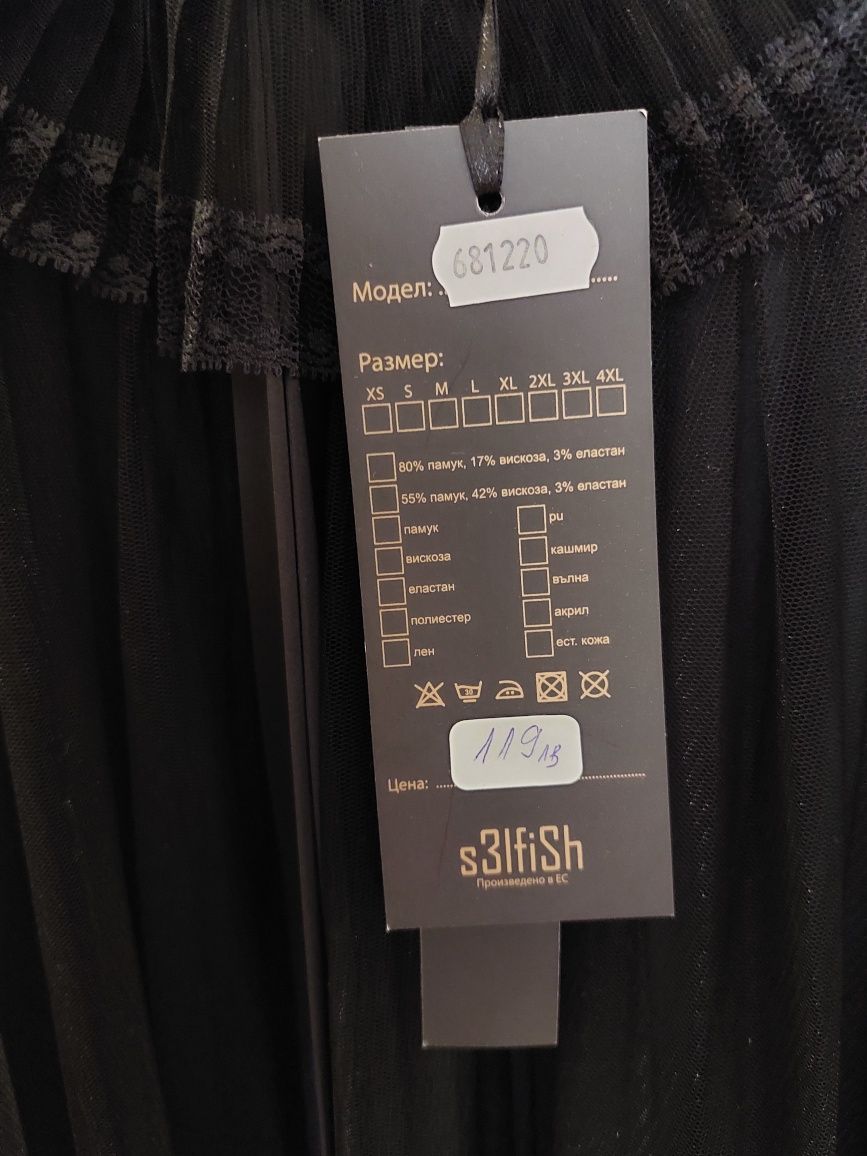 681220
Модел: .......
Размер:
XS S M L XL 2XL 3XL 4XL
80% памук, 17% вискоза, 3% еластан
55% памук, 42% вискоза, 3% еластан
памук pu
вискоза кашмир
еластан вълна
полиестер акрил
лен ест. кожа
30
119лв
Цена: ....................
s3lfiSh
Произведено в ЕС